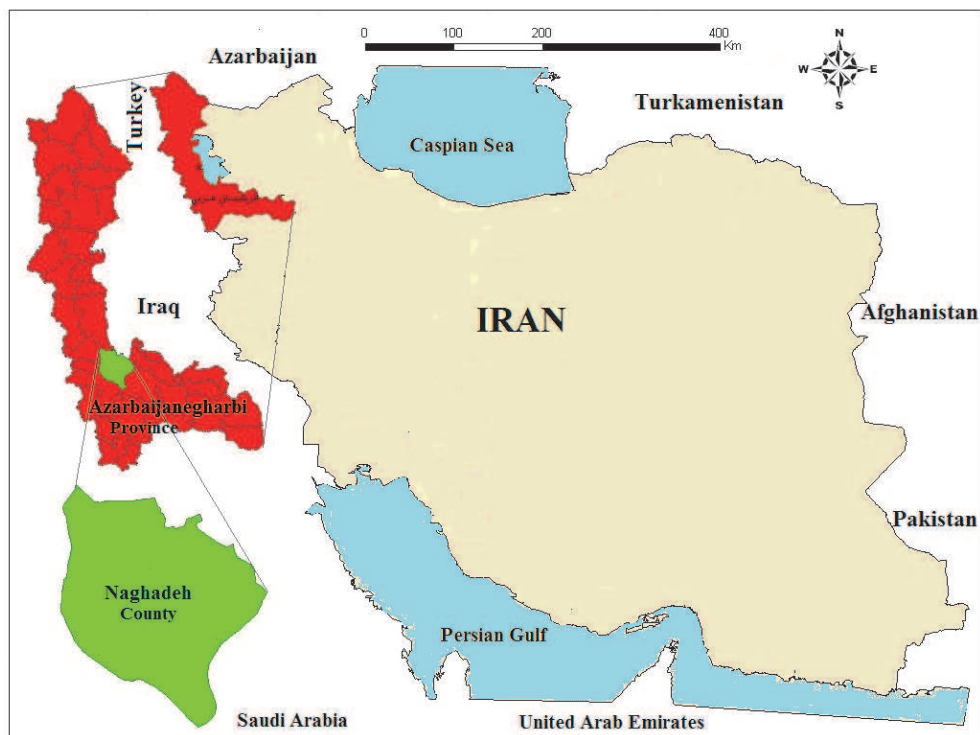 0 100 200 400
Km
N
W E
S
Azarbaijan
Turkey
Turkamenistan
Caspian Sea
Iraq
IRAN
Afghanistan
Azarbaijanegharbi
Province
Pakistan
Naghadeh
County
Persian Gulf
Saudi Arabia
United Arab Emirates